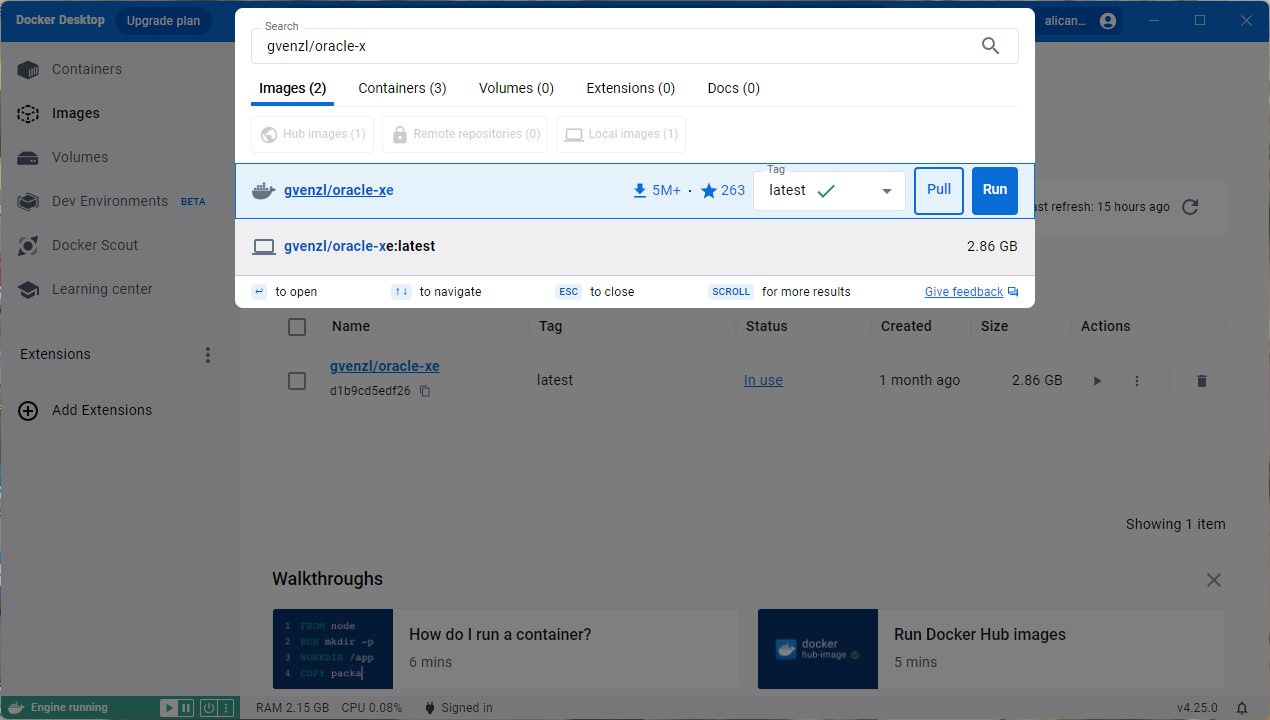 Docker Desktop
Upgrade plan
alican...
Search
gvenzl/oracle-x
Images (2)
Containers (3)
Volumes (0)
Extensions (0)
Docs (0)
Hub images (1)
Remote repositories (0)
Local images (1)
gvenzl/oracle-xe
5M+ · 263
Tag
latest
Pull
Run
gvenzl/oracle-xe:latest
2.86 GB
to open
↑↓ to navigate
ESC to close
SCROLL for more results
Give feedback
Containers
Images
Volumes
Dev Environments BETA
Docker Scout
Learning center
Extensions
Add Extensions
st refresh: 15 hours ago
Name Tag Status Created Size Actions
gvenzl/oracle-xe
d1b9cd5edf26
latest
In use
1 month ago
2.86 GB
Showing 1 item
Walkthroughs
1 FROM node
2 RUN mkdir -p
3 WORKDIR /app
4 COPY packa
How do I run a container?
6 mins
docker
hub-image
Run Docker Hub images
5 mins
Engine running
RAM 2.15 GB CPU 0.08%
Signed in
v4.25.0